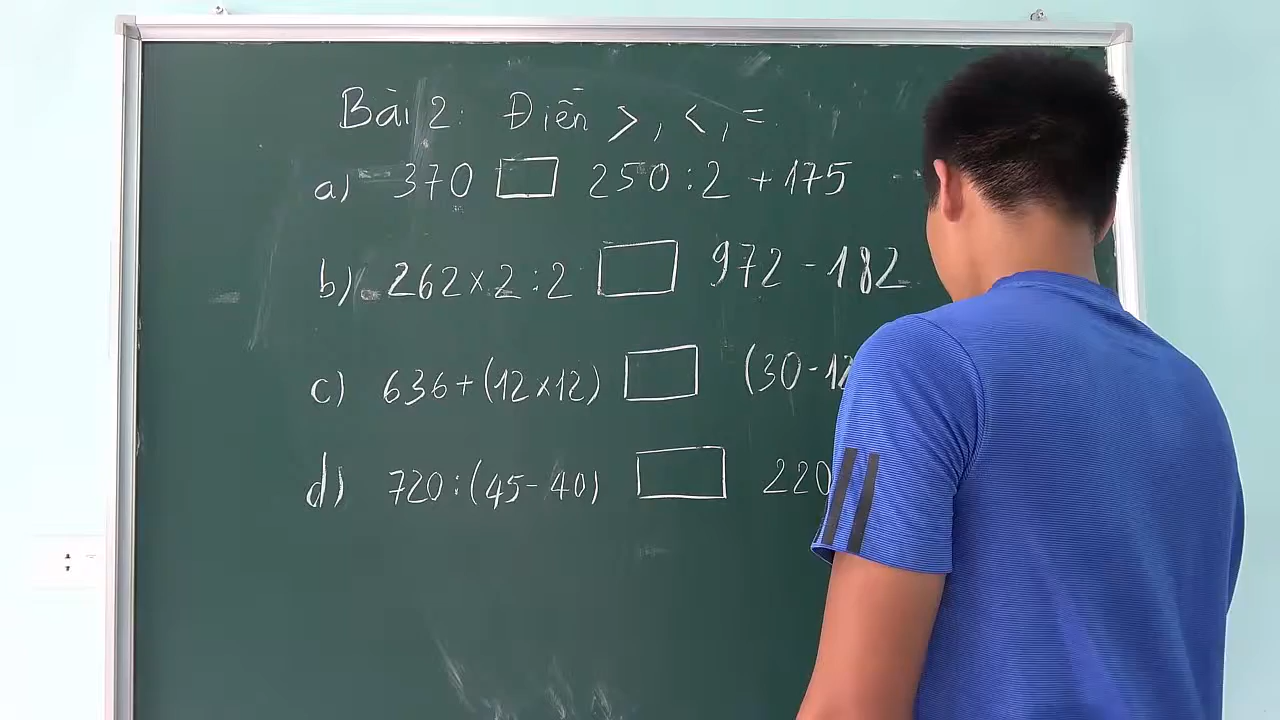 Bài 2: Điền >, <, =.
a) 370 □ 250 : 2 + 175
b) 262 x 2 : 2 □ 972 - 182
c) 636 + (12 x 12) □ (30 - 12
d) 720 : (45 - 40) □ 220